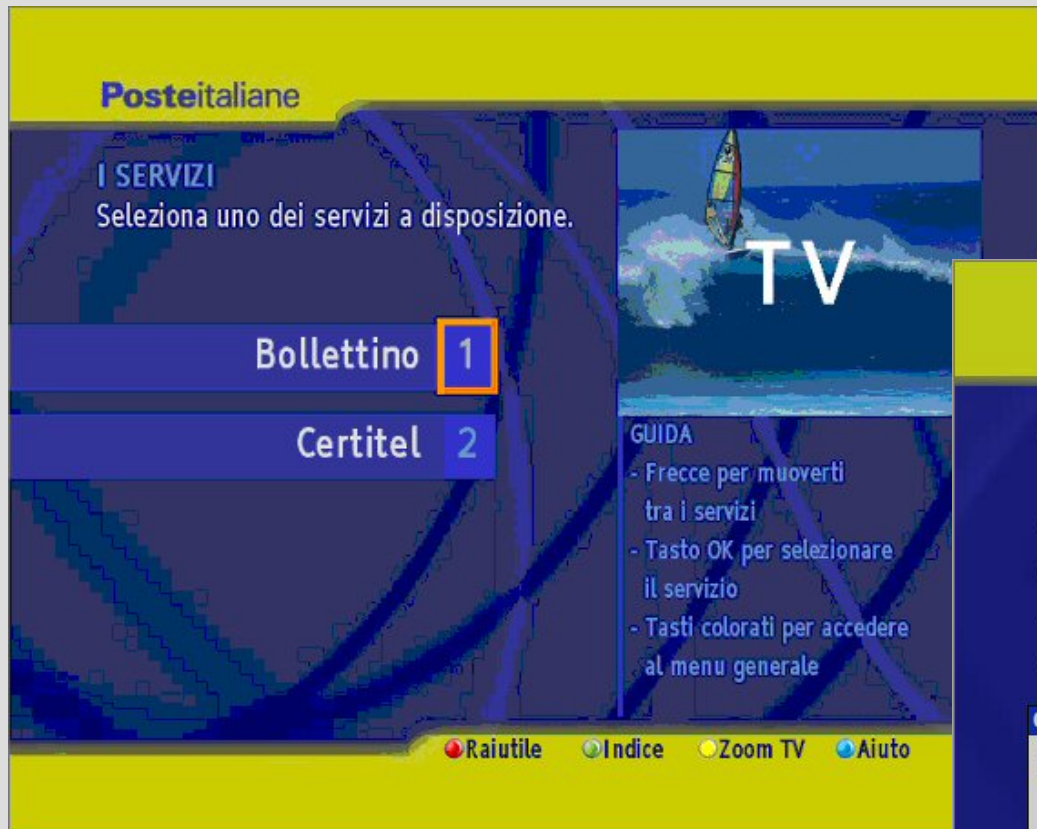 Posteitaliane
I SERVIZI
Seleziona uno dei servizi a disposizione.
Bollettino 1
Certitel 2
TV
GUIDA
- Frecce per muoverti
tra i servizi
- Tasto OK per selezionare
il servizio
- Tasti colorati per accedere
al menu generale
Raiutile Indice Zoom TV Aiuto